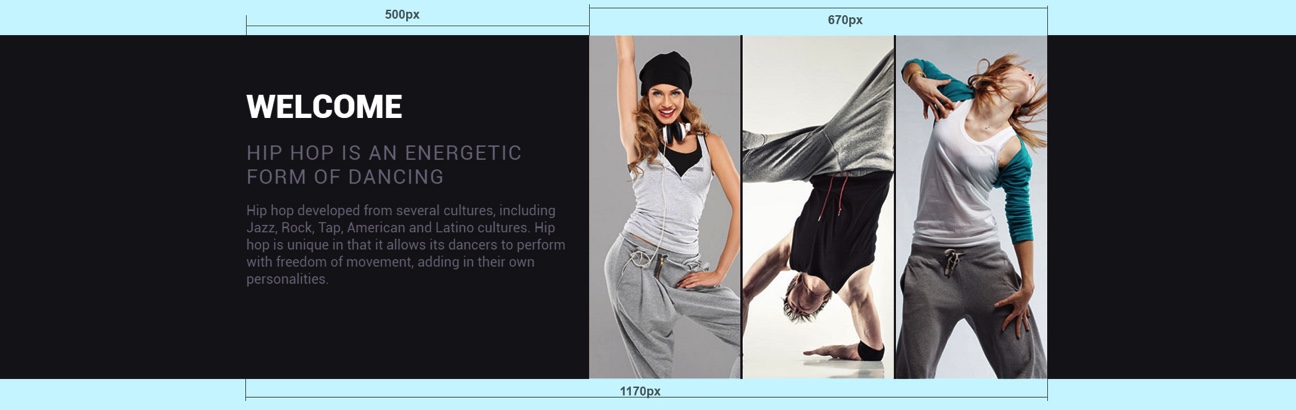 500px
670px
WELCOME
HIP HOP IS AN ENERGETIC
FORM OF DANCING
Hip hop developed from several cultures, including
Jazz, Rock, Tap, American and Latino cultures. Hip
hop is unique in that it allows its dancers to perform
with freedom of movement, adding in their own
personalities.
1170px